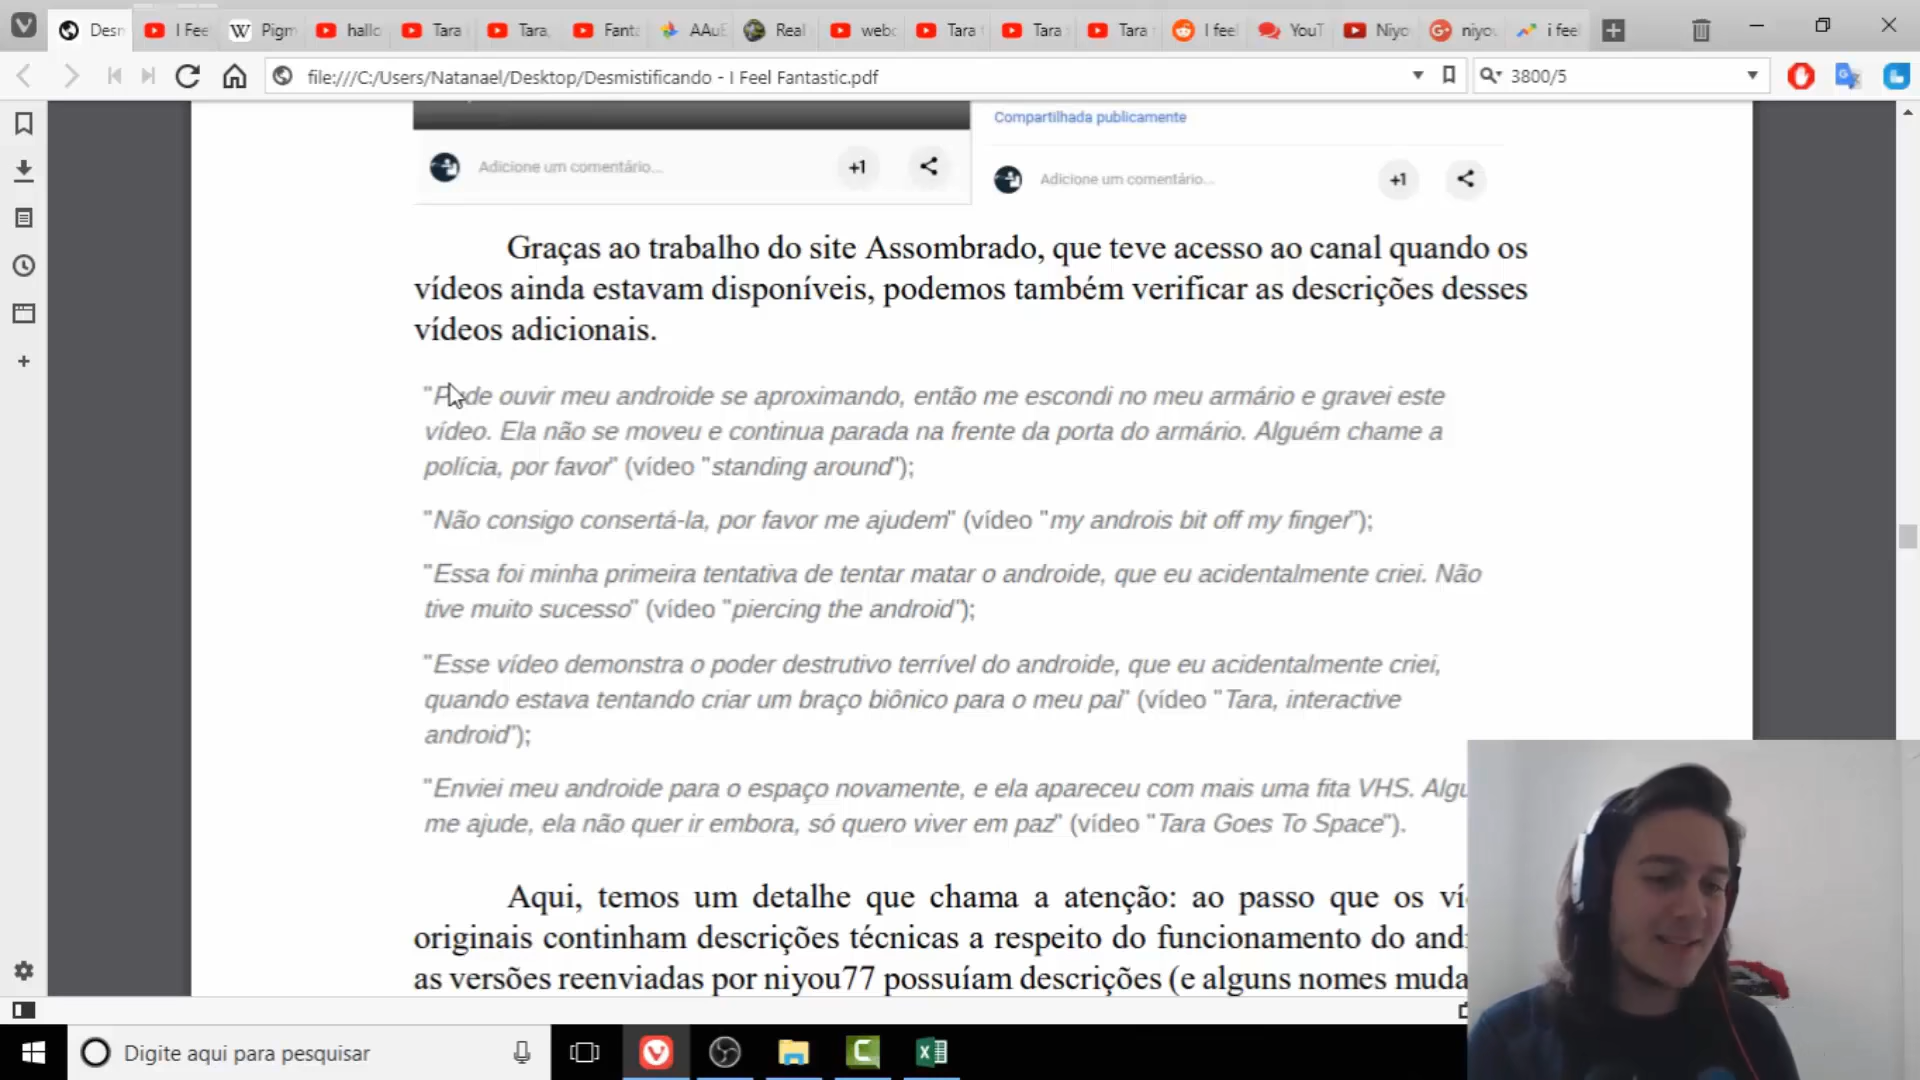 Desn
I Fee
Pigm
hallo
Tara
Tara,
Fanta
AAuE
Real
webc
Tara
Tara
Tara
I feel
YouT
Niyo
niyo
i feel
file:///C:/Users/Natanael/Desktop/Desmistificando - I Feel Fantastic.pdf
3800/5
Compartilhada publicamente
Adicione um comentário...
+1
Adicione um comentário...
+1
Graças ao trabalho do site Assombrado, que teve acesso ao canal quando os
vídeos ainda estavam disponíveis, podemos também verificar as descrições desses
vídeos adicionais.
"Pude ouvir meu androide se aproximando, então me escondi no meu armário e gravei este
vídeo. Ela não se moveu e continua parada na frente da porta do armário. Alguém chame a
polícia, por favor" (vídeo "standing around");
"Não consigo consertá-la, por favor me ajudem" (vídeo "my androis bit off my finger");
"Essa foi minha primeira tentativa de tentar matar o androide, que eu acidentalmente criei. Não
tive muito sucesso" (vídeo "piercing the android");
"Esse vídeo demonstra o poder destrutivo terrível do androide, que eu acidentalmente criei,
quando estava tentando criar um braço biônico para o meu pai" (vídeo "Tara, interactive
android");
"Enviei meu androide para o espaço novamente, e ela apareceu com mais uma fita VHS. Algu
me ajude, ela não quer ir embora, só quero viver em paz" (vídeo "Tara Goes To Space").
Aqui, temos um detalhe que chama a atenção: ao passo que os ví
originais continham descrições técnicas a respeito do funcionamento do and
as versões reenviadas por niyou77 possuíam descrições (e alguns nomes muda
Digite aqui para pesquisar